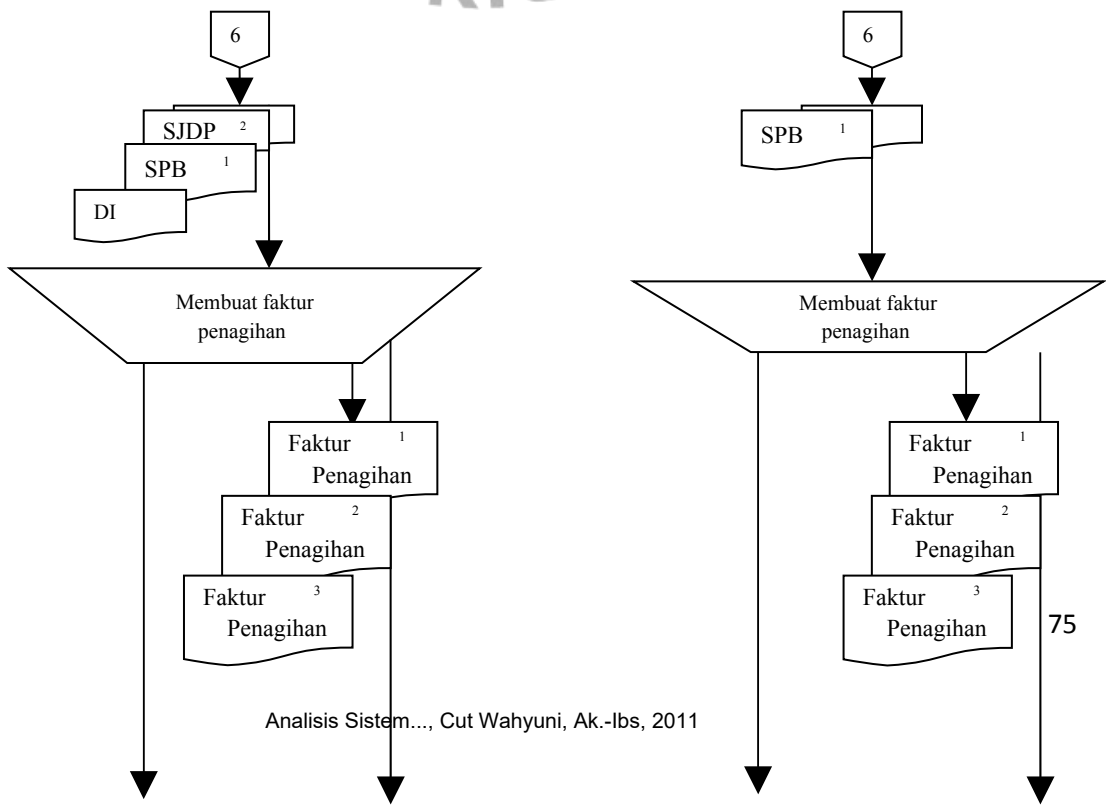 6
SJDP 2
SPB 1
DI
Membuat faktur
penagihan
Faktur 1
Penagihan
Faktur 2
Penagihan
Faktur 3
Penagihan
6
SPB 1
Membuat faktur
penagihan
Faktur 1
Penagihan
Faktur 2
Penagihan
Faktur 3
Penagihan
75
Analisis Sistem..., Cut Wahyuni, Ak.-Ibs, 2011